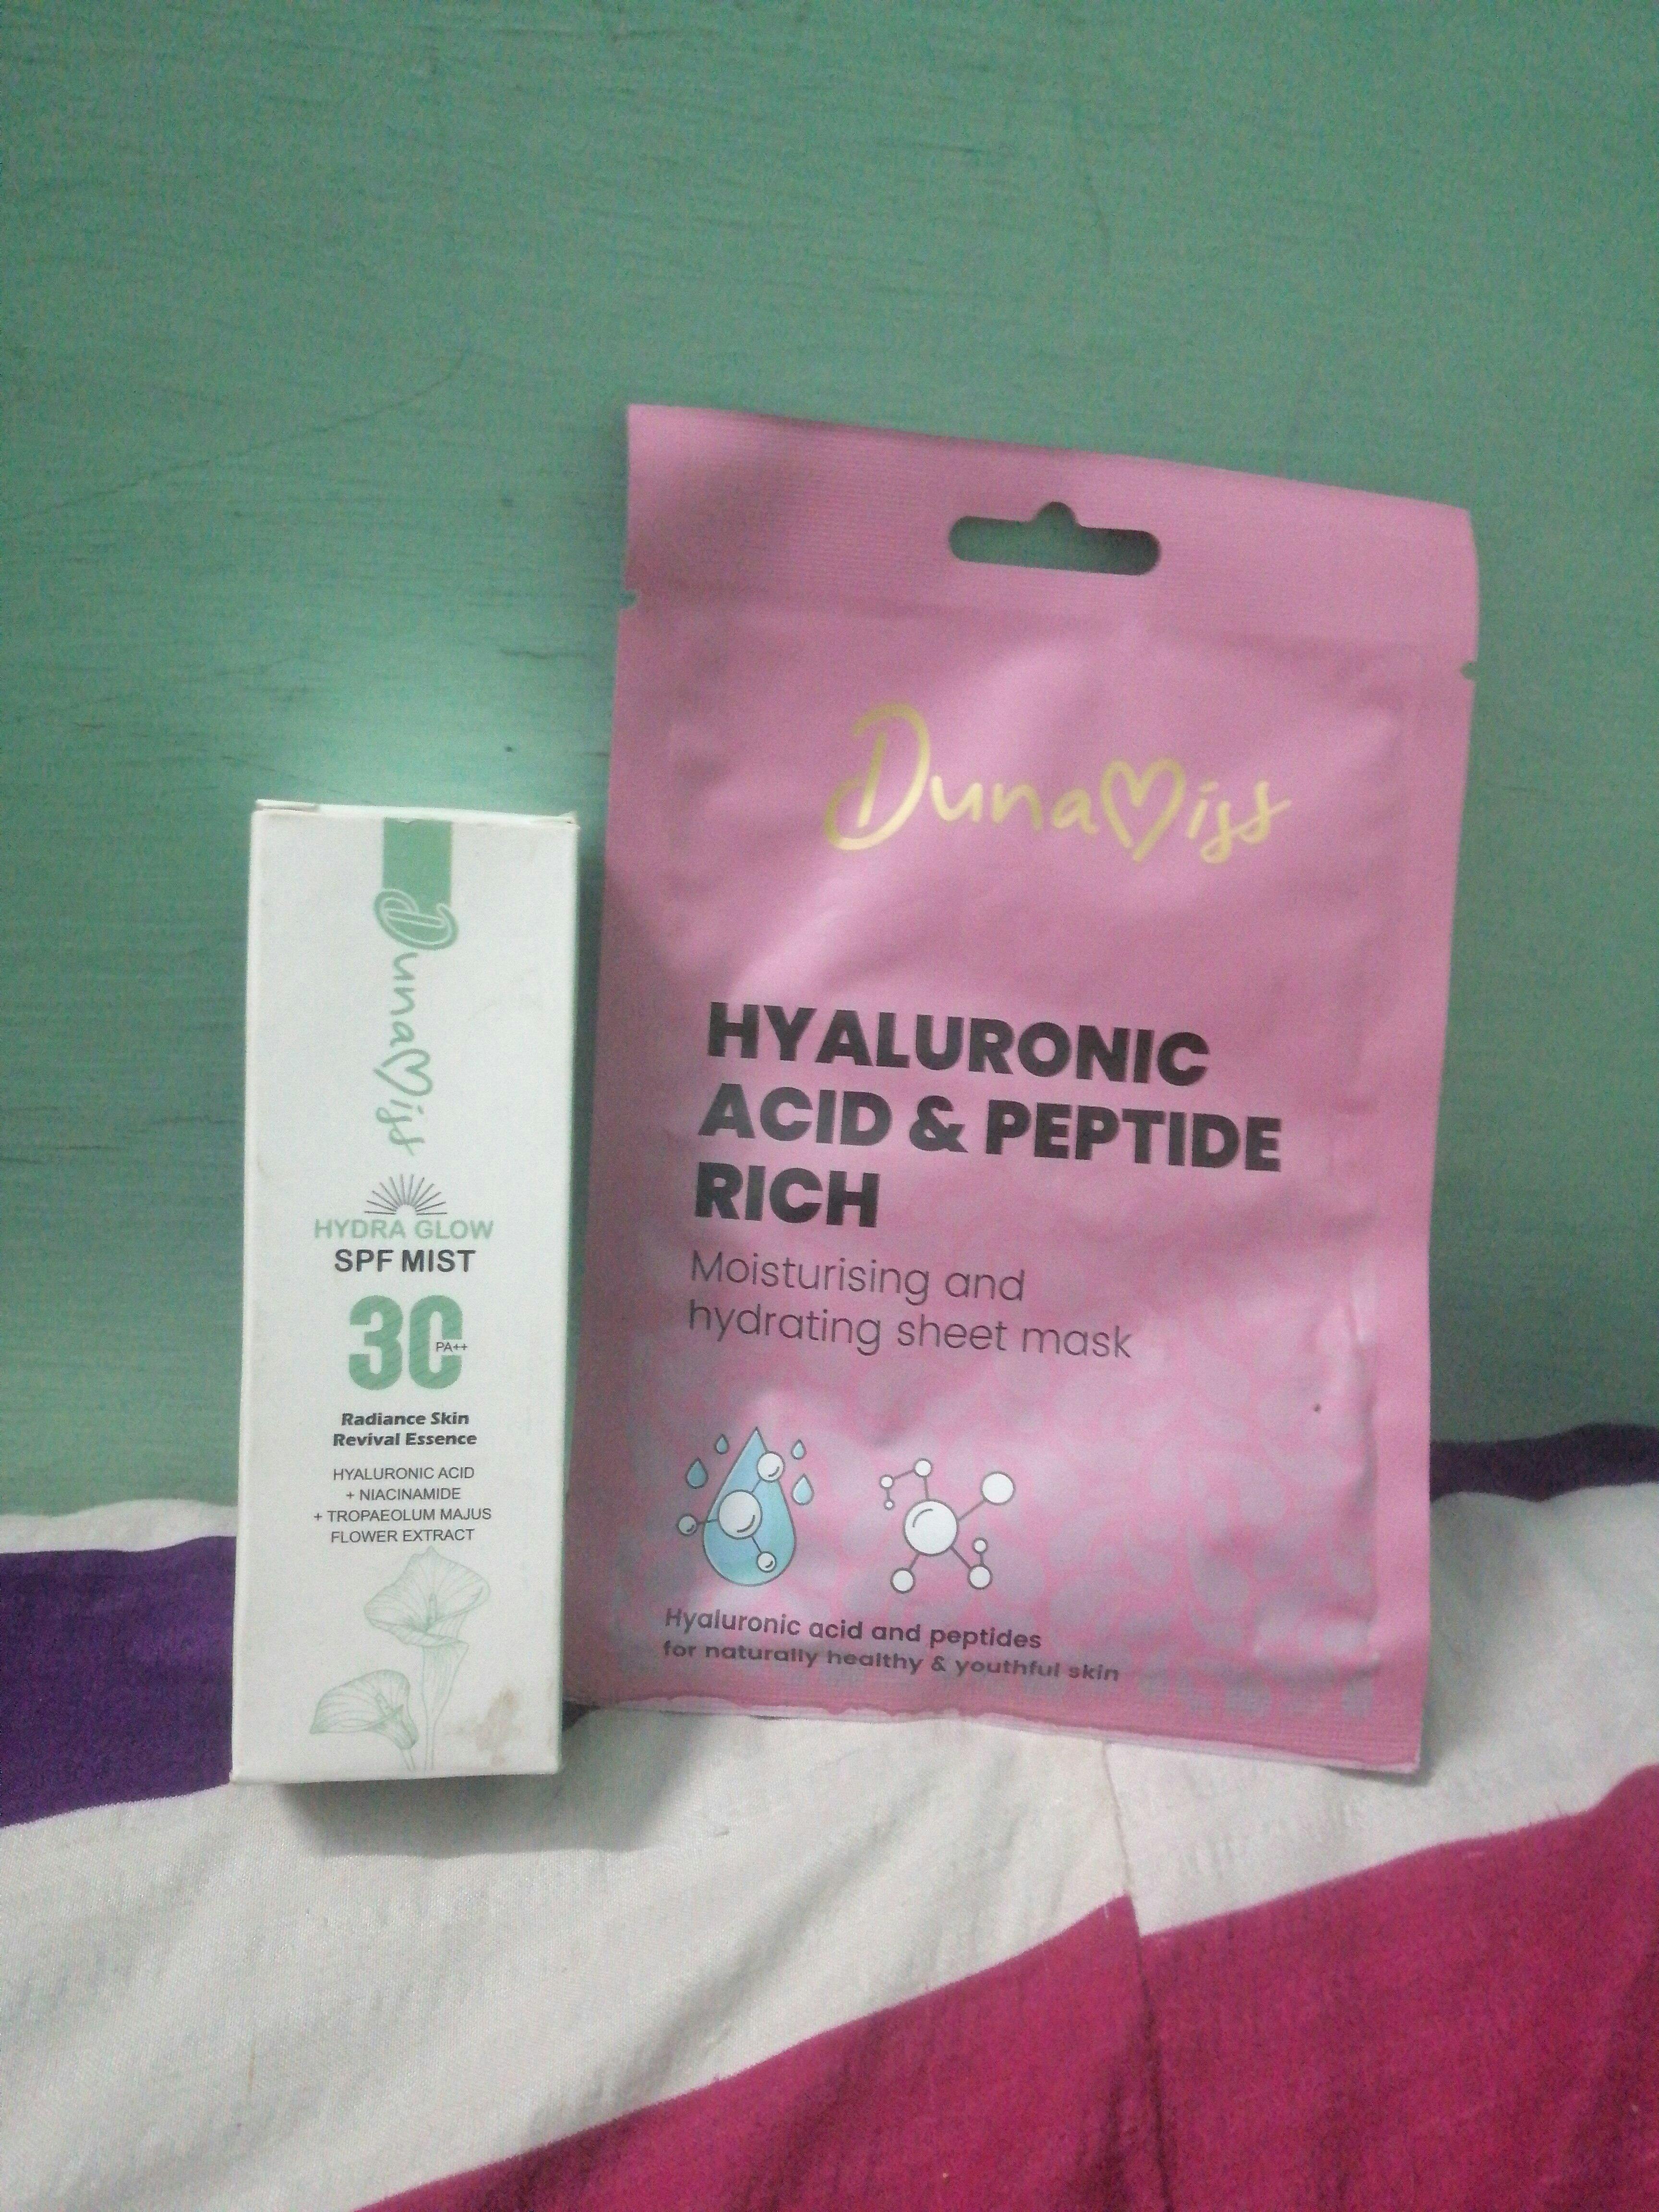 DunaMiss
HYDRA GLOW
SPF MIST
30
PA++
Radiance Skin
Revival Essence
HYALURONIC ACID
+ NIACINAMIDE
+ TROPAEOLUM MAJUS
FLOWER EXTRACT
DunaMiss
HYALURONIC
ACID & PEPTIDE
RICH
Moisturising and
hydrating sheet mask
Hyaluronic acid and peptides
for naturally healthy & youthful skin